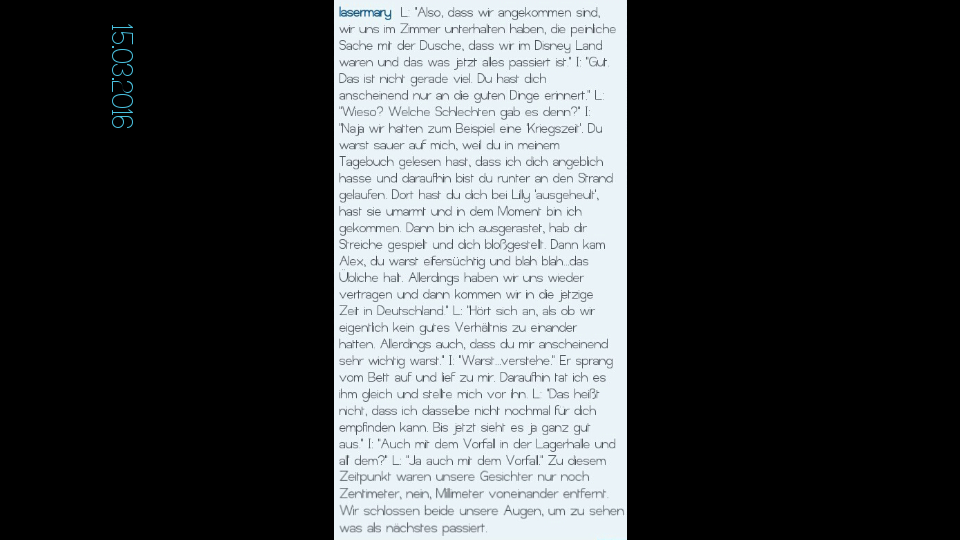 15.03.2016
lasermary L: "Also, dass wir angekommen sind,
wir uns im Zimmer unterhalten haben, die peinliche
Sache mit der Dusche, dass wir im Disney Land
waren und das was jetzt alles passiert ist." I: "Gut.
Das ist nicht gerade viel. Du hast dich
anscheinend nur an die guten Dinge erinnert." L:
"Wieso? Welche Schlechten gab es denn?" I:
"Naja wir hatten zum Beispiel eine 'Kriegszeit'. Du
warst sauer auf mich, weil du in meinem
Tagebuch gelesen hast, dass ich dich angeblich
hasse und daraufhin bist du runter an den Strand
gelaufen. Dort hast du dich bei Lilly 'ausgeheult',
hast sie umarmt und in dem Moment bin ich
gekommen. Dann bin ich ausgerastet, hab dir
Streiche gespielt und dich bloßgestellt. Dann kam
Alex, du warst eifersüchtig und blah blah...das
Übliche halt. Allerdings haben wir uns wieder
vertragen und dann kommen wir in die jetzige
Zeit in Deutschland." L: "Hört sich an, als ob wir
eigentlich kein gutes Verhältnis zu einander
hatten. Allerdings auch, dass du mir anscheinend
sehr wichtig warst." I: "Warst...verstehe." Er sprang
vom Bett auf und lief zu mir. Daraufhin tat ich es
ihm gleich und stellte mich vor ihn. L: "Das heißt
nicht, dass ich dasselbe nicht nochmal für dich
empfinden kann. Bis jetzt sieht es ja ganz gut
aus." I: "Auch mit dem Vorfall in der Lagerhalle und
all' dem?" L: "Ja auch mit dem Vorfall." Zu diesem
Zeitpunkt waren unsere Gesichter nur noch
Zentimeter, nein, Millimeter voneinander entfernt.
Wir schlossen beide unsere Augen, um zu sehen
was als nächstes passiert.